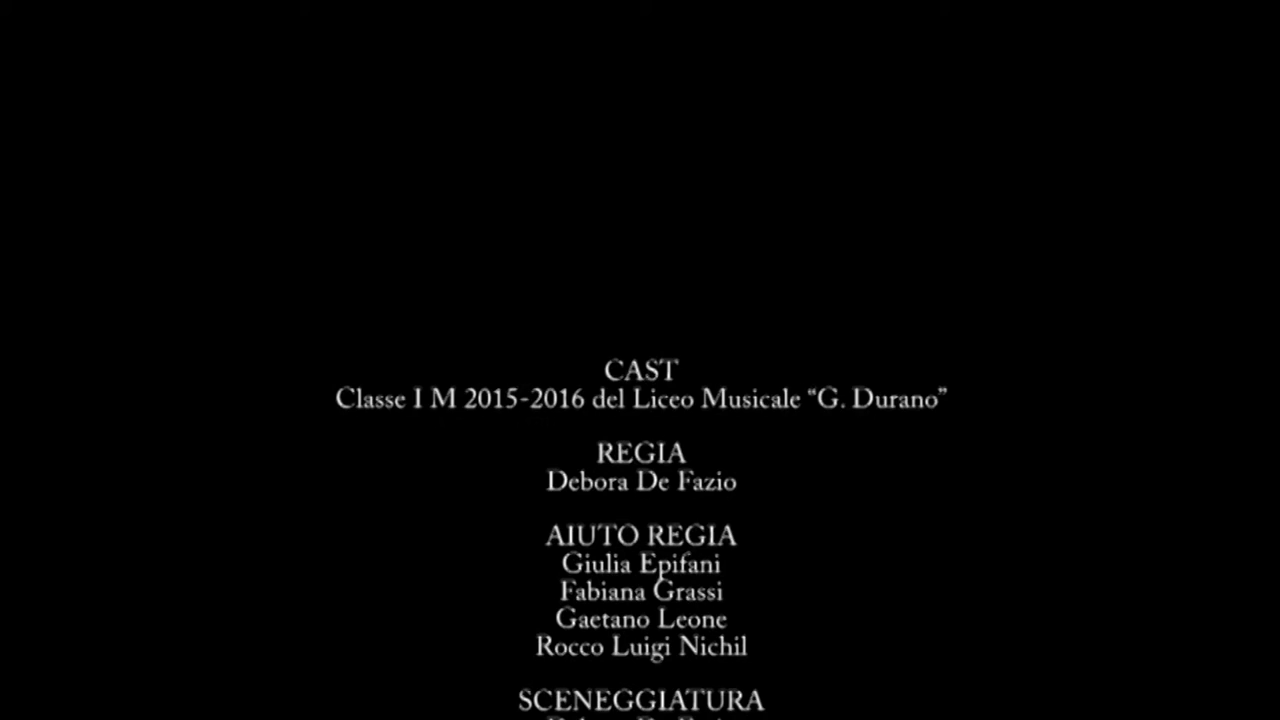 CAST
Classe I M 2015-2016 del Liceo Musicale “G. Durano”
REGIA
Debora De Fazio
AIUTO REGIA
Giulia Epifani
Fabiana Grassi
Gaetano Leone
Rocco Luigi Nichil
SCENEGGIATURA